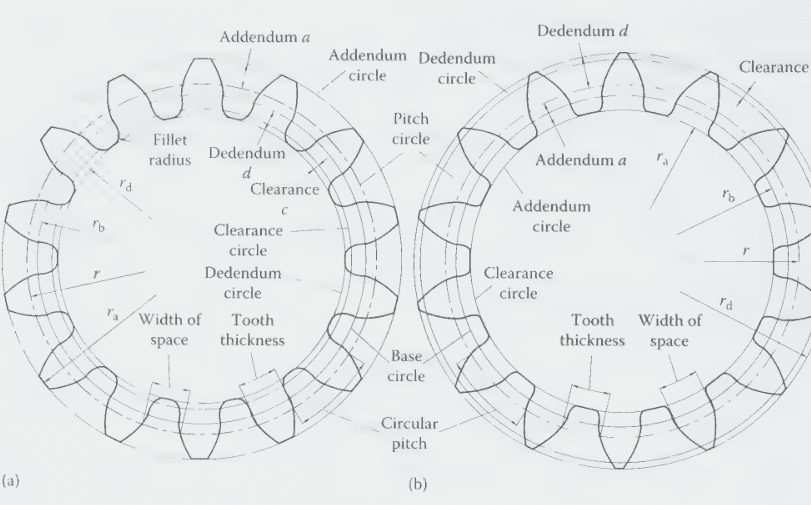 Addendum a
Addendum
circle
Fillet
radius
Dedendum
d
Clearance
c
Clearance
circle
Dedendum
circle
r_d
r_b
r
r_a
Width of
space
Tooth
thickness
(a)
Dedendum
circle
Pitch
circle
Base
circle
Circular
pitch
Dedendum d
Clearance
Addendum a
Addendum
circle
Clearance
circle
r_a
r_b
r
r_d
Tooth
thickness
Width of
space
(b)